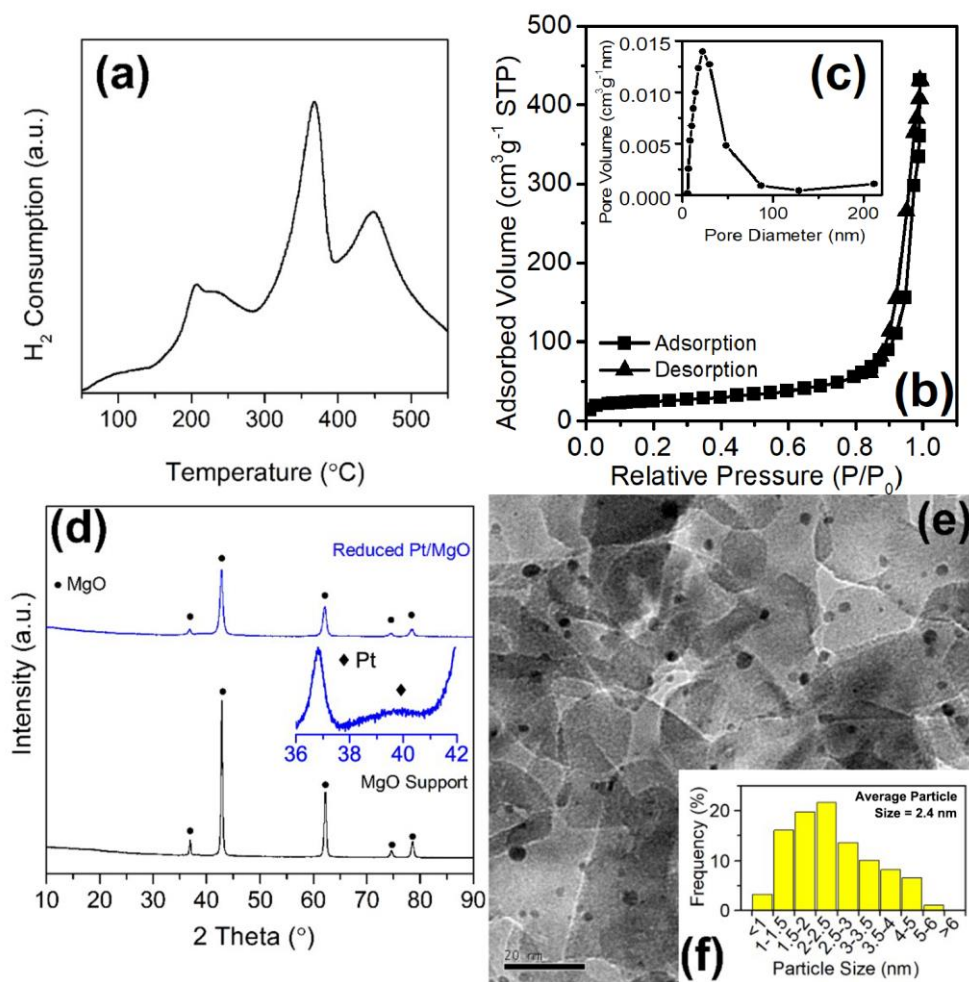 (a)
H2 Consumption (a.u.)
100 200 300 400 500
Temperature (°C)
(b)
Adsorbed Volume (cm3g-1 STP)
500
400
300
200
100
0
0.0 0.2 0.4 0.6 0.8 1.0
Relative Pressure (P/P0)
Adsorption
Desorption
(c)
Pore Volume (cm3g-1nm)
0.015
0.010
0.005
0.000
0 100 200
Pore Diameter (nm)
(d)
Reduced Pt/MgO
MgO
Pt
36 38 40 42
MgO Support
Intensity (a.u.)
10 20 30 40 50 60 70 80 90
2 Theta (°)
(e)
20 nm
(f)
Average Particle
Size = 2.4 nm
Frequency (%)
20
10
0
<1 1-1.5 1.5-2 2-2.5 2.5-3 3-3.5 3.5-4 4-5 5-6 >6
Particle Size (nm)